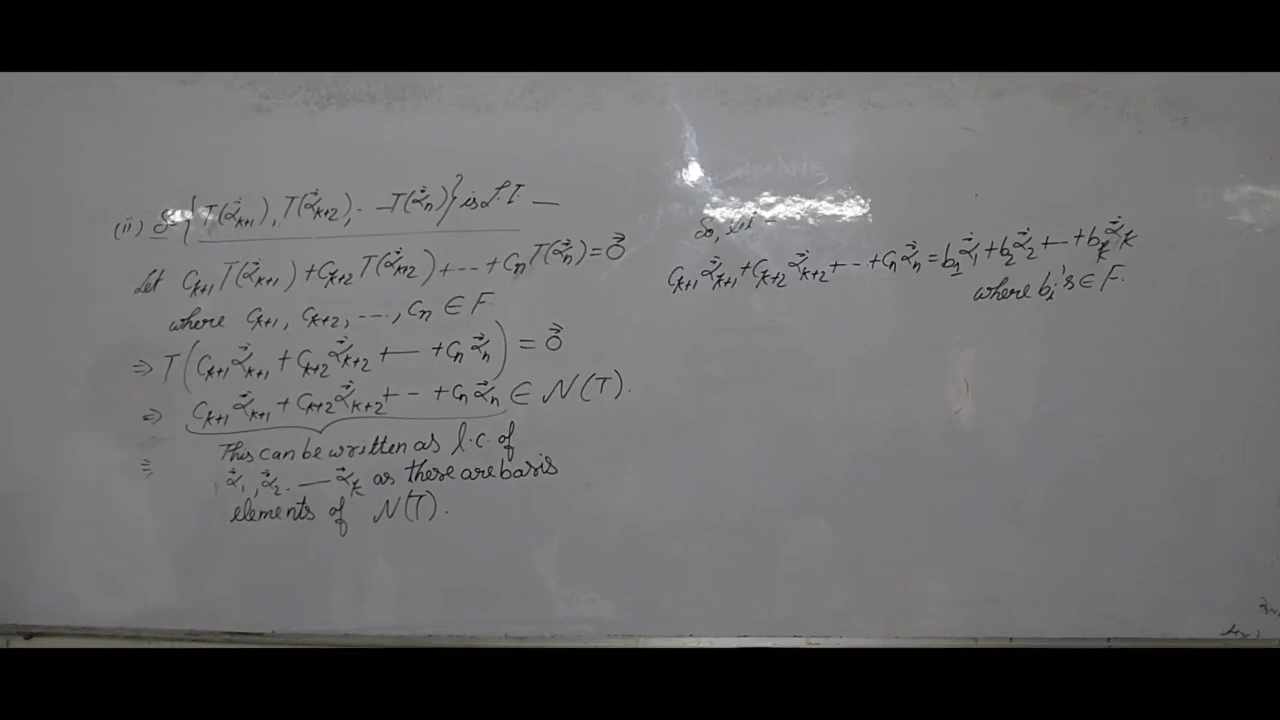 (ii) S={T(α⃗ₖ₊₁), T(α⃗ₖ₊₂), - - T(α⃗ₙ)} is L.I. —
Let cₖ₊₁T(α⃗ₖ₊₁)+cₖ₊₂T(α⃗ₖ₊₂)+--+cₙT(α⃗ₙ)=0⃗
where cₖ₊₁, cₖ₊₂, ---, cₙ ∈ F.
⇒ T(cₖ₊₁α⃗ₖ₊₁ + cₖ₊₂α⃗ₖ₊₂ + — + cₙα⃗ₙ) = 0⃗
⇒ cₖ₊₁α⃗ₖ₊₁ + cₖ₊₂α⃗ₖ₊₂ + -- + cₙα⃗ₙ ∈ N(T).
This can be written as l.c. of
⇒ α⃗₁, α⃗₂, — α⃗ₖ as these are basis
elements of N(T).
So, let -
cₖ₊₁α⃗ₖ₊₁+cₖ₊₂α⃗ₖ₊₂+--+cₙα⃗ₙ=b₁α⃗₁+b₂α⃗₂+--+bₖα⃗ₖ
where bᵢ's ∈ F.